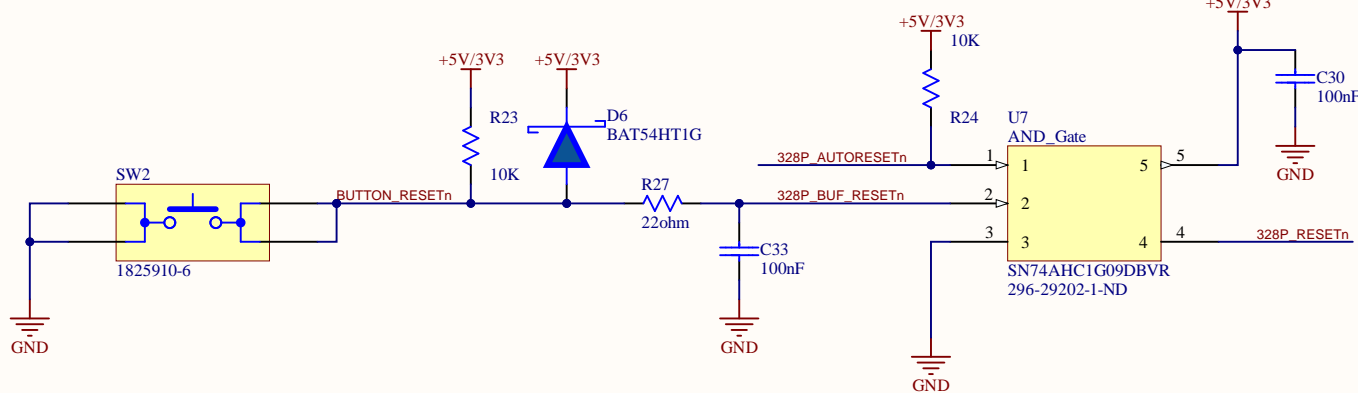 +5V/3V3
+5V/3V3
10K
+5V/3V3
+5V/3V3
C30
100nF
R23
D6
BAT54HT1G
R24
U7
AND_Gate
GND
328P_AUTORESETn
1
1
5
5
SW2
10K
R27
BUTTON_RESETn
22ohm
328P_BUF_RESETn
2
2
C33
100nF
3
3
4
4
328P_RESETn
1825910-6
SN74AHC1G09DBVR
296-29202-1-ND
GND
GND
GND